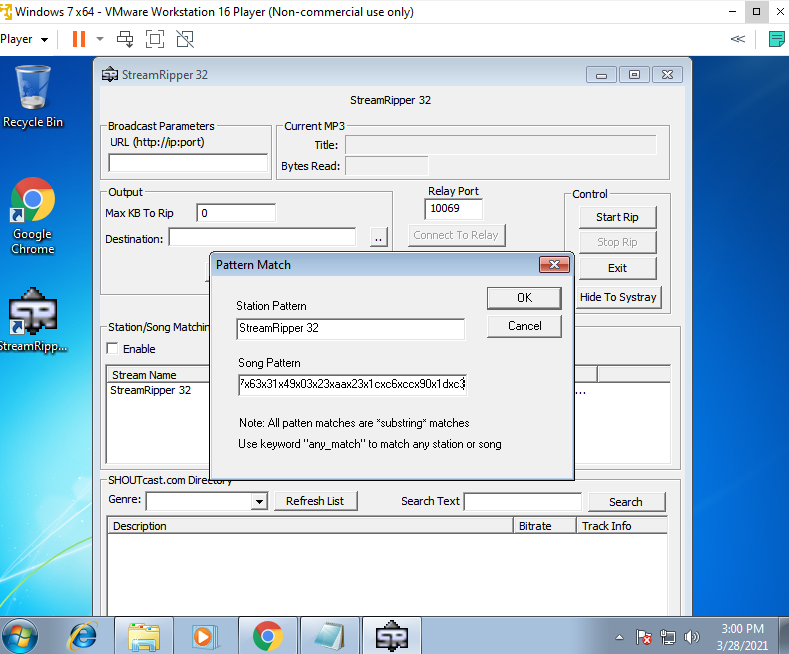 Windows 7 x64 - VMware Workstation 16 Player (Non-commercial use only)
Player
StreamRipper 32
Recycle Bin
Google
Chrome
StreamRipp...
StreamRipper 32
Broadcast Parameters
URL (http://ip:port)
Current MP3
Title:
Bytes Read:
Output
Max KB To Rip
0
Destination:
..
Relay Port
10069
Connect To Relay
Control
Start Rip
Stop Rip
Exit
Hide To Systray
Pattern Match
Station Pattern
StreamRipper 32
OK
Cancel
Song Pattern
7x63x31x49x03x23xaax23x1cxc6xccx90x1dxc3
Note: All patten matches are *substring* matches
Use keyword "any_match" to match any station or song
Station/Song Matchin
Enable
Stream Name
StreamRipper 32
...
SHOUTcast.com Directory
Genre:
Refresh List
Search Text
Search
Description
Bitrate
Track Info
SR
3:00 PM
3/28/2021